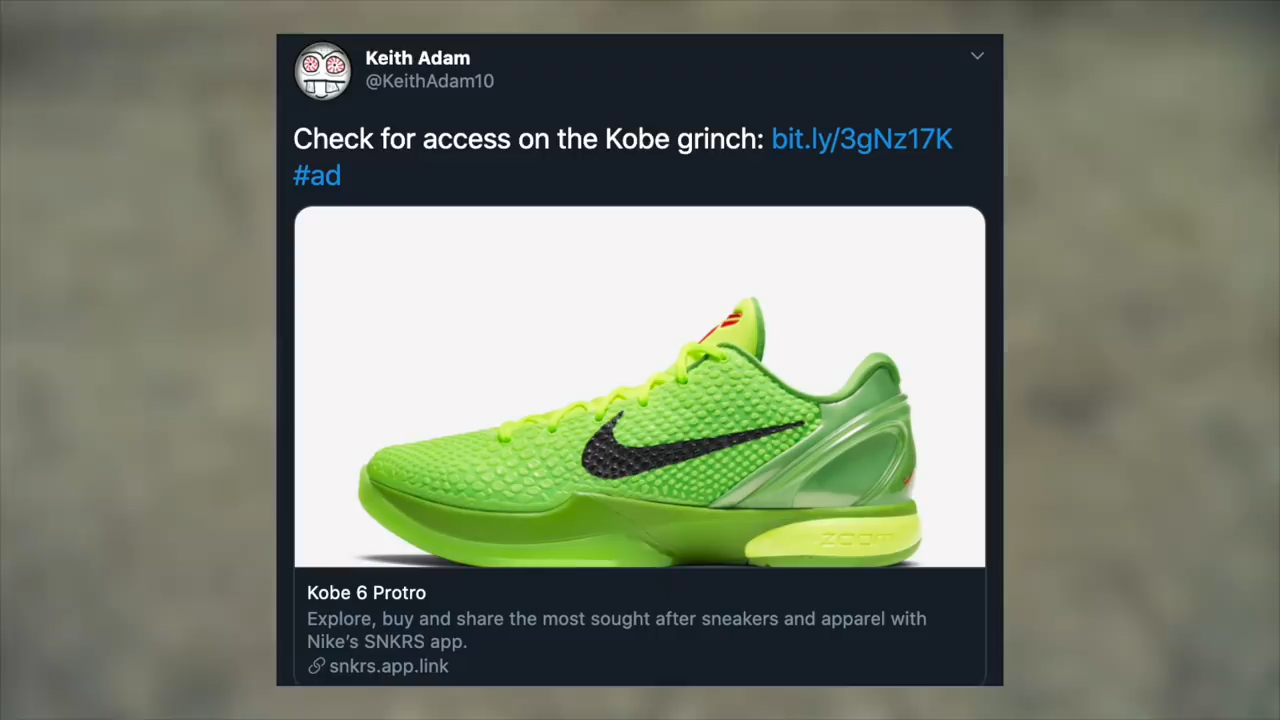 Keith Adam
@KeithAdam10
Check for access on the Kobe grinch: bit.ly/3gNz17K
#ad
ZOOM
Kobe 6 Protro
Explore, buy and share the most sought after sneakers and apparel with
Nike's SNKRS app.
snkrs.app.link